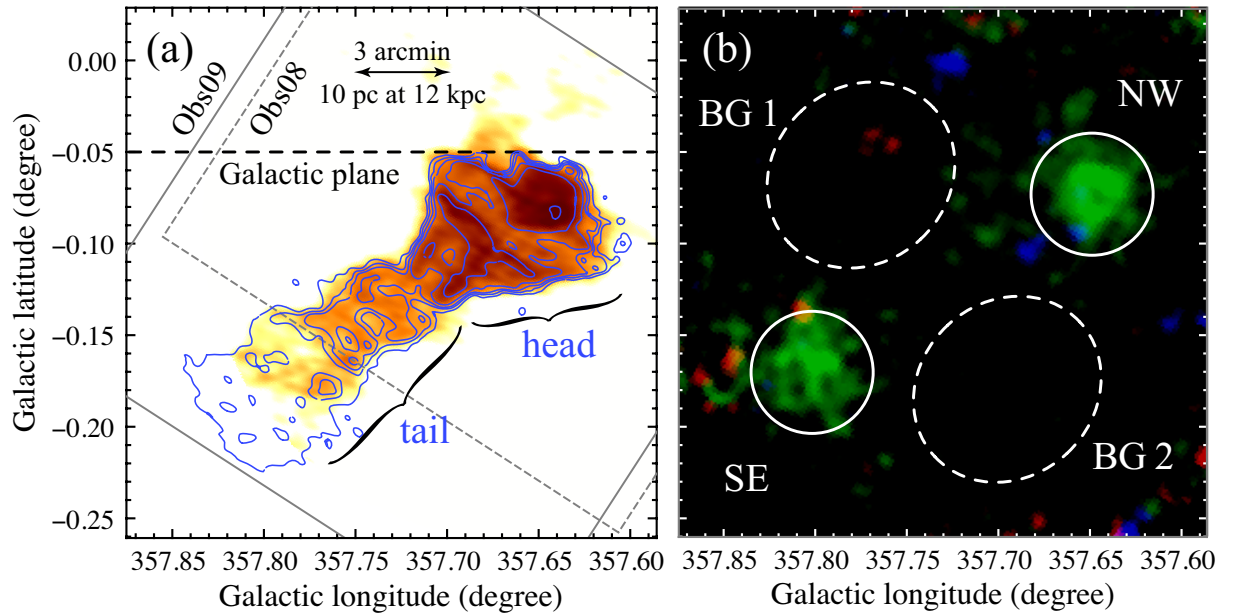 (a)
3 arcmin
10 pc at 12 kpc
Obs09
Obs08
Galactic plane
head
tail
0.00
−0.05
−0.10
−0.15
−0.20
−0.25
Galactic latitude (degree)
357.85 357.80 357.75 357.70 357.65 357.60
Galactic longitude (degree)
(b)
BG 1
NW
SE
BG 2
357.85 357.80 357.75 357.70 357.65 357.60
Galactic longitude (degree)